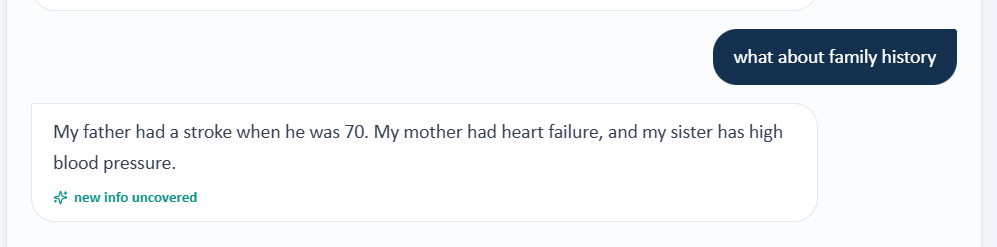 what about family history
My father had a stroke when he was 70. My mother had heart failure, and my sister has high
blood pressure.
new info uncovered